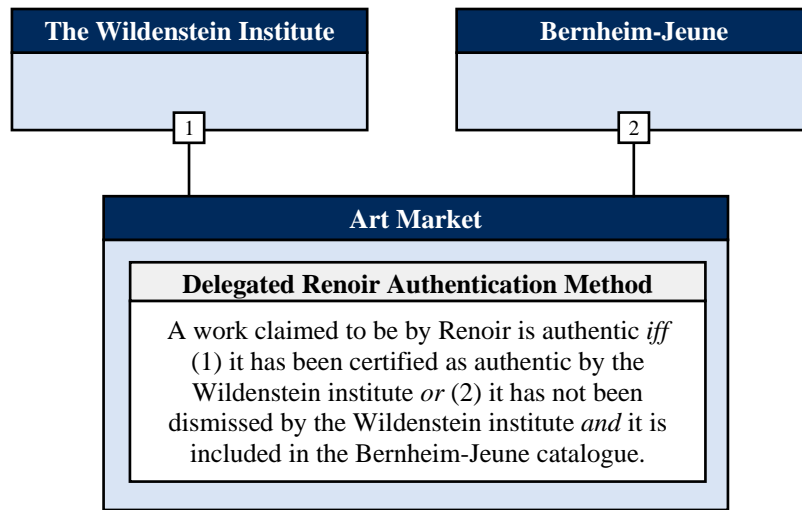 The Wildenstein Institute
Bernheim-Jeune
1
2
Art Market
Delegated Renoir Authentication Method
A work claimed to be by Renoir is authentic iff
(1) it has been certified as authentic by the
Wildenstein institute or (2) it has not been
dismissed by the Wildenstein institute and it is
included in the Bernheim-Jeune catalogue.